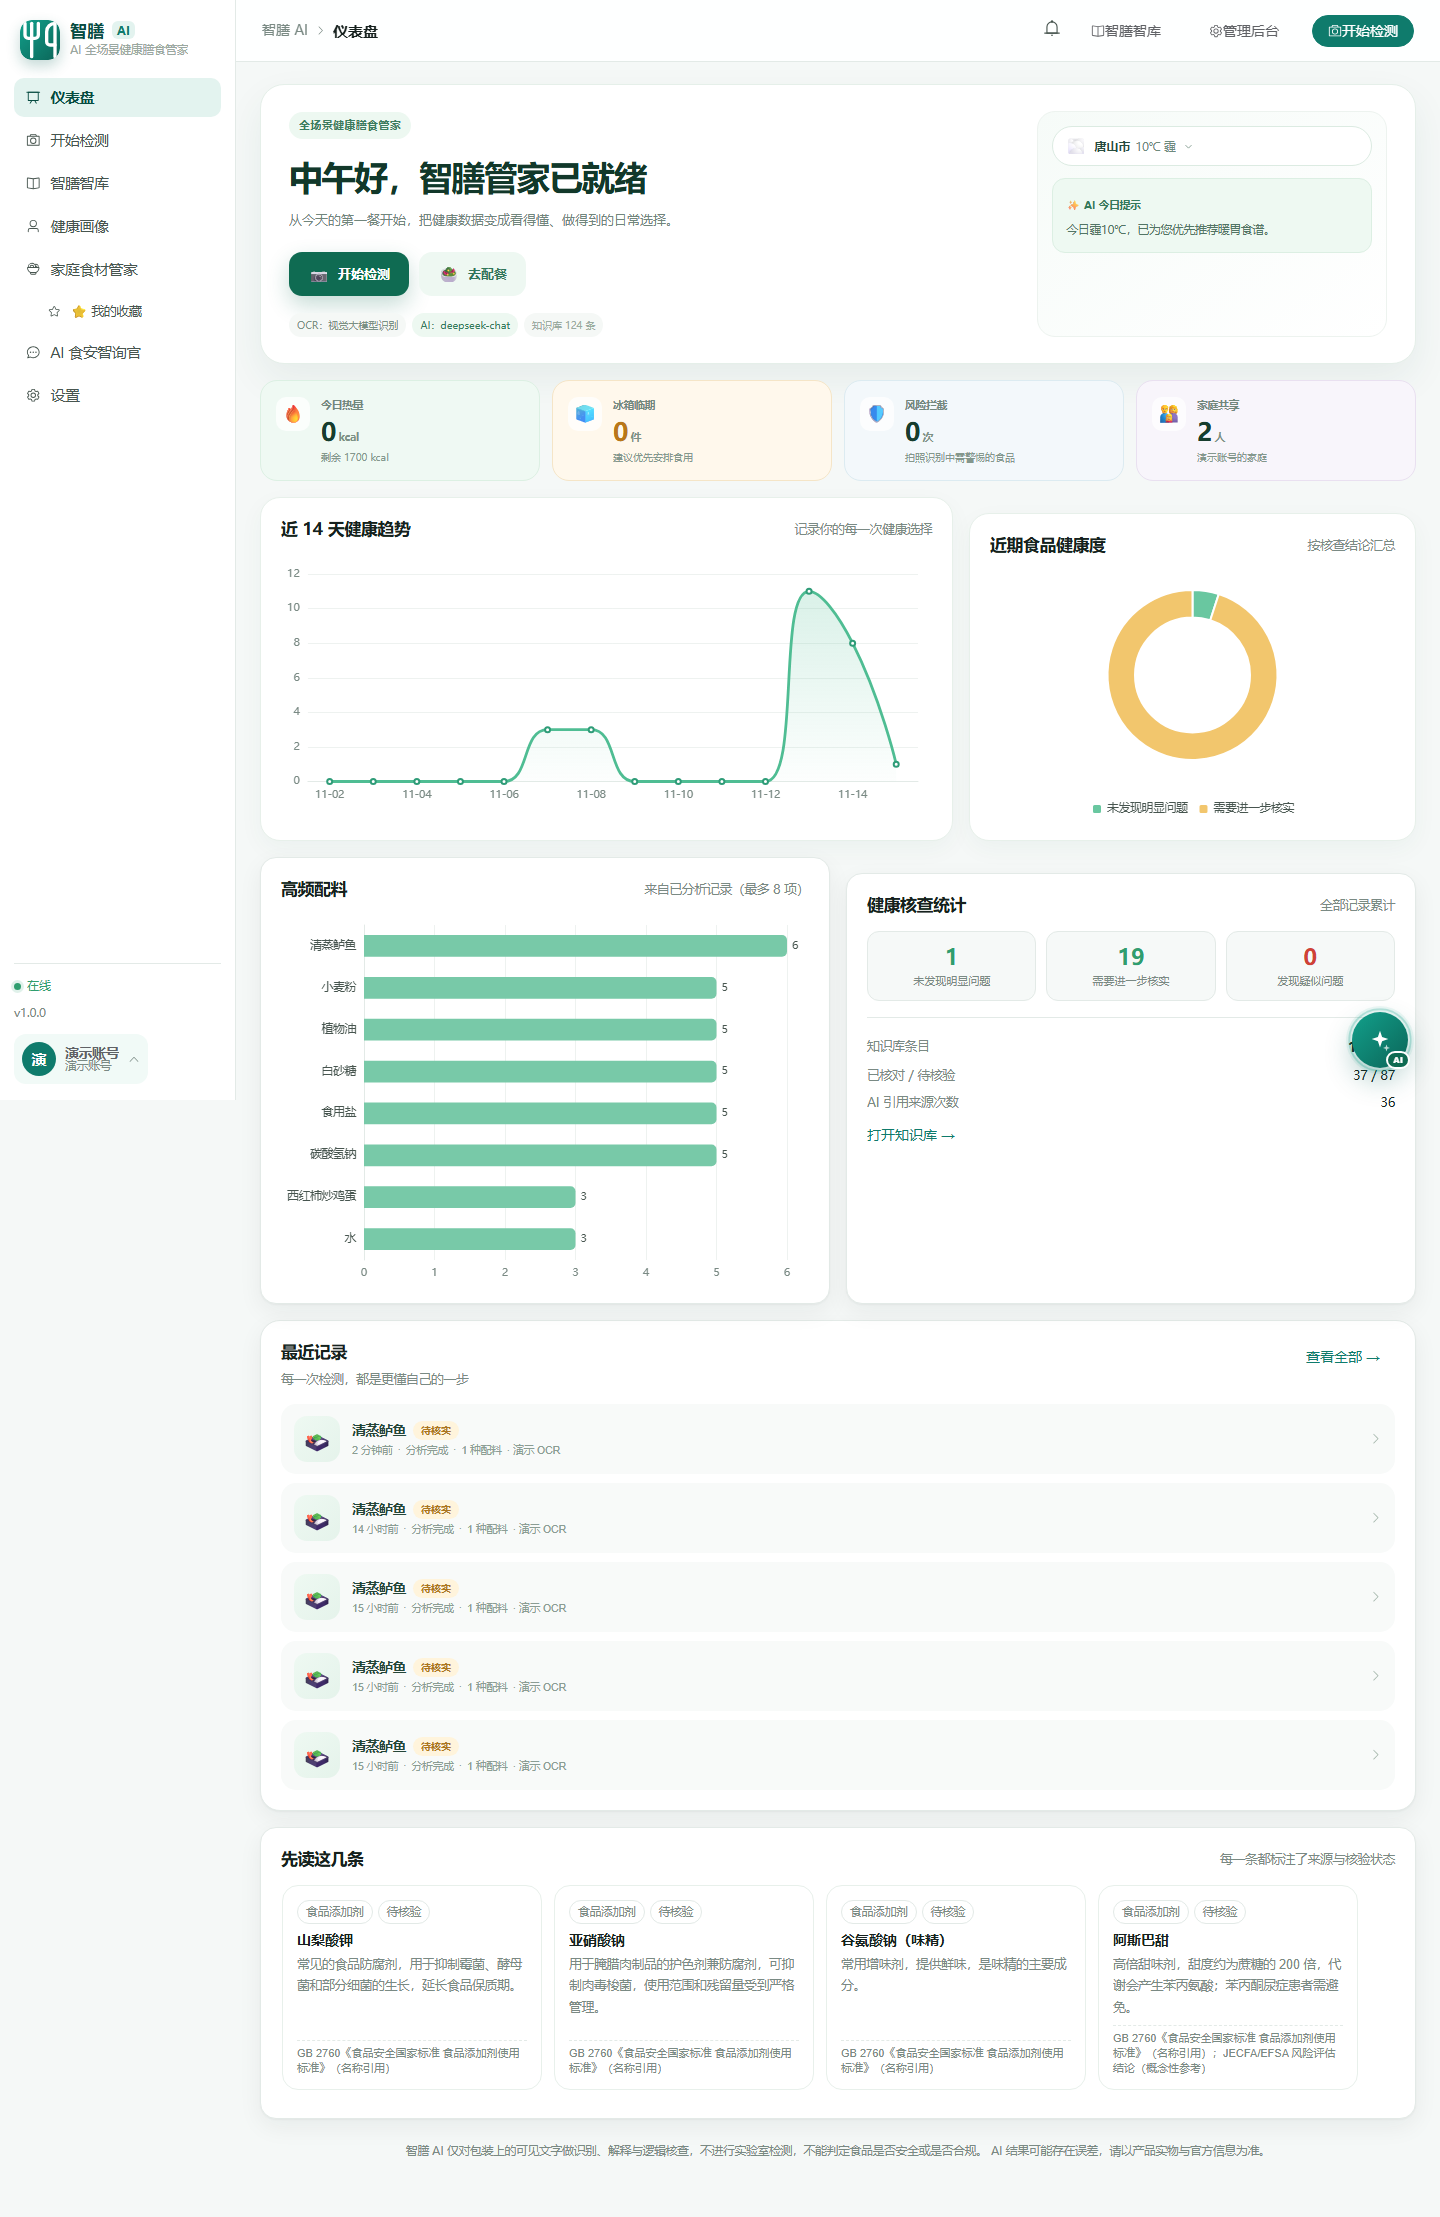 智膳 AI
AI 全场景健康膳食管家
仪表盘
开始检测
智膳智库
健康画像
家庭食材管家
我的收藏
AI 食安智询官
设置
在线
v1.0.0
演
演示账号
演示账号
智膳 AI > 仪表盘
智膳智库
管理后台
开始检测
全场景健康膳食管家
中午好，智膳管家已就绪
从今天的第一餐开始，把健康数据变成看得懂、做得到的日常选择。
开始检测
去配餐
OCR：视觉大模型识别
AI：deepseek-chat
知识库 124 条
唐山市 10℃ 霾
AI 今日提示
今日霾10℃，已为您优先推荐暖胃食谱。
今日热量
0 kcal
剩余 1700 kcal
冰箱临期
0 件
建议优先安排食用
风险拦截
0 次
拍照识别中需警惕的食品
家庭共享
2 人
演示账号的家庭
近 14 天健康趋势
记录你的每一次健康选择
12
10
8
6
4
2
0
11-02 11-04 11-06 11-08 11-10 11-12 11-14
近期食品健康度
按核查结论汇总
未发现明显问题
需要进一步核实
高频配料
来自已分析记录（最多 8 项）
清蒸鲈鱼 6
小麦粉 5
植物油 5
白砂糖 5
食用盐 5
碳酸氢钠 5
西红柿炒鸡蛋 3
水 3
0 1 2 3 4 5 6
健康核查统计
全部记录累计
1
未发现明显问题
19
需要进一步核实
0
发现疑似问题
知识库条目
已核对 / 待核验 37 / 87
AI 引用来源次数 36
打开知识库 →
AI
最近记录
每一次检测，都是更懂自己的一步
查看全部 →
清蒸鲈鱼 待核实
2 分钟前 · 分析完成 · 1 种配料 · 演示 OCR
清蒸鲈鱼 待核实
14 小时前 · 分析完成 · 1 种配料 · 演示 OCR
清蒸鲈鱼 待核实
15 小时前 · 分析完成 · 1 种配料 · 演示 OCR
清蒸鲈鱼 待核实
15 小时前 · 分析完成 · 1 种配料 · 演示 OCR
清蒸鲈鱼 待核实
15 小时前 · 分析完成 · 1 种配料 · 演示 OCR
先读这几条
每一条都标注了来源与核验状态
食品添加剂 待核验
山梨酸钾
常见的食品防腐剂，用于抑制霉菌、酵母
菌和部分细菌的生长，延长食品保质期。
GB 2760《食品安全国家标准 食品添加剂使用
标准》（名称引用）
食品添加剂 待核验
亚硝酸钠
用于腌腊肉制品的护色剂兼防腐剂，可抑
制肉毒梭菌，使用范围和残留量受到严格
管理。
GB 2760《食品安全国家标准 食品添加剂使用
标准》（名称引用）
食品添加剂 待核验
谷氨酸钠（味精）
常用增味剂，提供鲜味，是味精的主要成
分。
GB 2760《食品安全国家标准 食品添加剂使用
标准》（名称引用）
食品添加剂 待核验
阿斯巴甜
高倍甜味剂，甜度约为蔗糖的 200 倍，代
谢会产生苯丙氨酸；苯丙酮尿症患者需避
免。
GB 2760《食品安全国家标准 食品添加剂使用
标准》（名称引用）；JECFA/EFSA 风险评估
结论（概念性参考）
智膳 AI 仅对包装上的可见文字做识别、解释与逻辑核查，不进行实验室检测，不能判定食品是否安全或是否合规。 AI 结果可能存在误差，请以产品实物与官方信息为准。